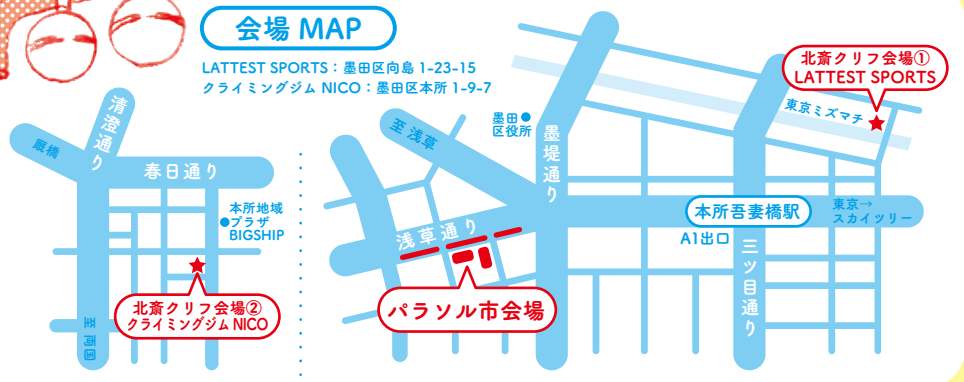 会場 MAP
LATTEST SPORTS：墨田区向島 1-23-15
クライミングジム NICO：墨田区本所 1-9-7
清澄通り
厩橋
春日通り
本所地域
プラザ
BIGSHIP
北斎クリフ会場②
クライミングジム NICO
至両国
至浅草
墨田
区役所
墨堤通り
浅草通り
パラソル市会場
北斎クリフ会場①
LATTEST SPORTS
東京ミズマチ
本所吾妻橋駅
A1出口
東京→
スカイツリー
三ツ目通り